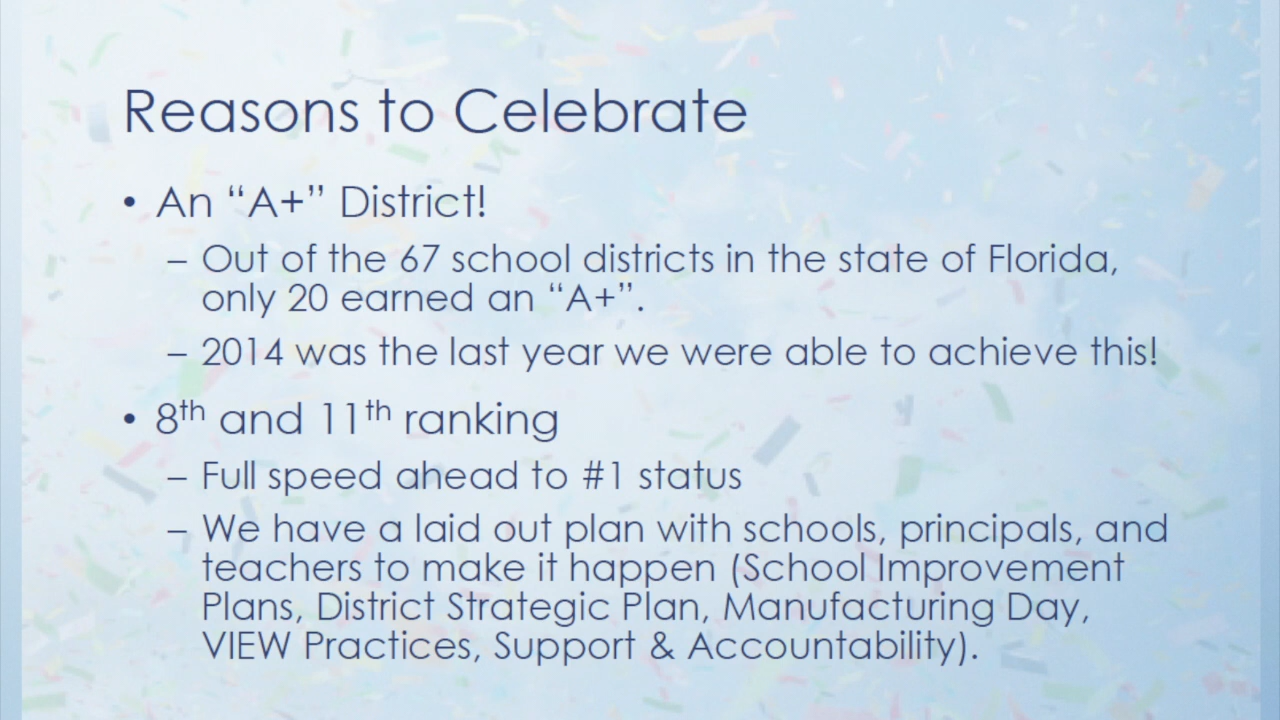 Reasons to Celebrate
• An “A+” District!
– Out of the 67 school districts in the state of Florida,
only 20 earned an “A+”.
– 2014 was the last year we were able to achieve this!
• 8th and 11th ranking
– Full speed ahead to #1 status
– We have a laid out plan with schools, principals, and
teachers to make it happen (School Improvement
Plans, District Strategic Plan, Manufacturing Day,
VIEW Practices, Support & Accountability).